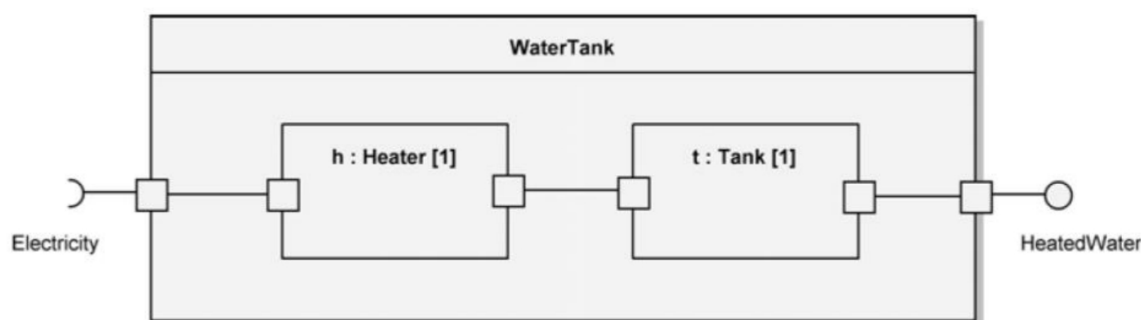 WaterTank
h : Heater [1]
t : Tank [1]
Electricity
HeatedWater